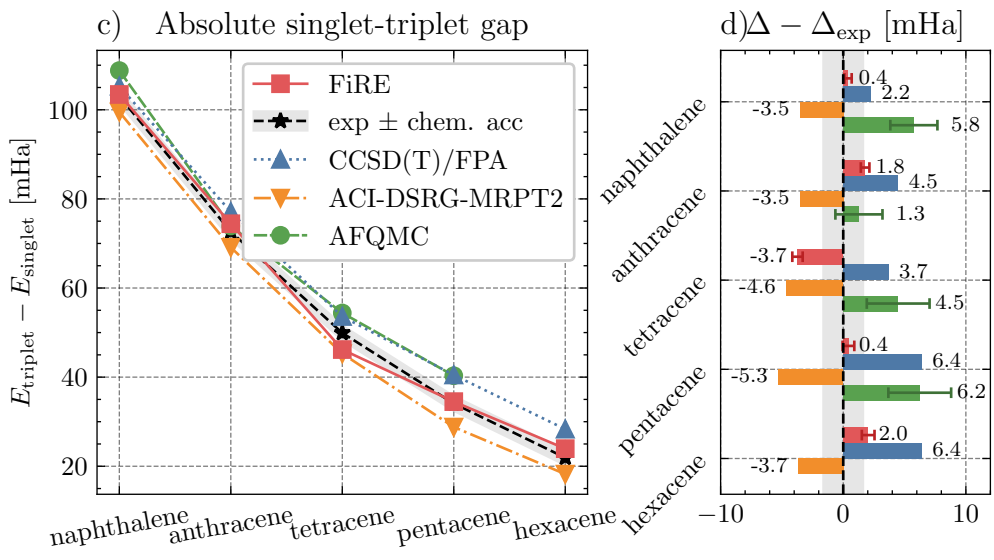 c) Absolute singlet-triplet gap
E_triplet − E_singlet [mHa]
100
80
60
40
20
FiRE
exp ± chem. acc
CCSD(T)/FPA
ACI-DSRG-MRPT2
AFQMC
naphthalene
anthracene
tetracene
pentacene
hexacene
d) Δ − Δ_exp [mHa]
naphthalene
0.4
2.2
-3.5
5.8
anthracene
1.8
4.5
-3.5
1.3
tetracene
-3.7
3.7
-4.6
4.5
pentacene
0.4
6.4
-5.3
6.2
hexacene
2.0
6.4
-3.7
−10
0
10